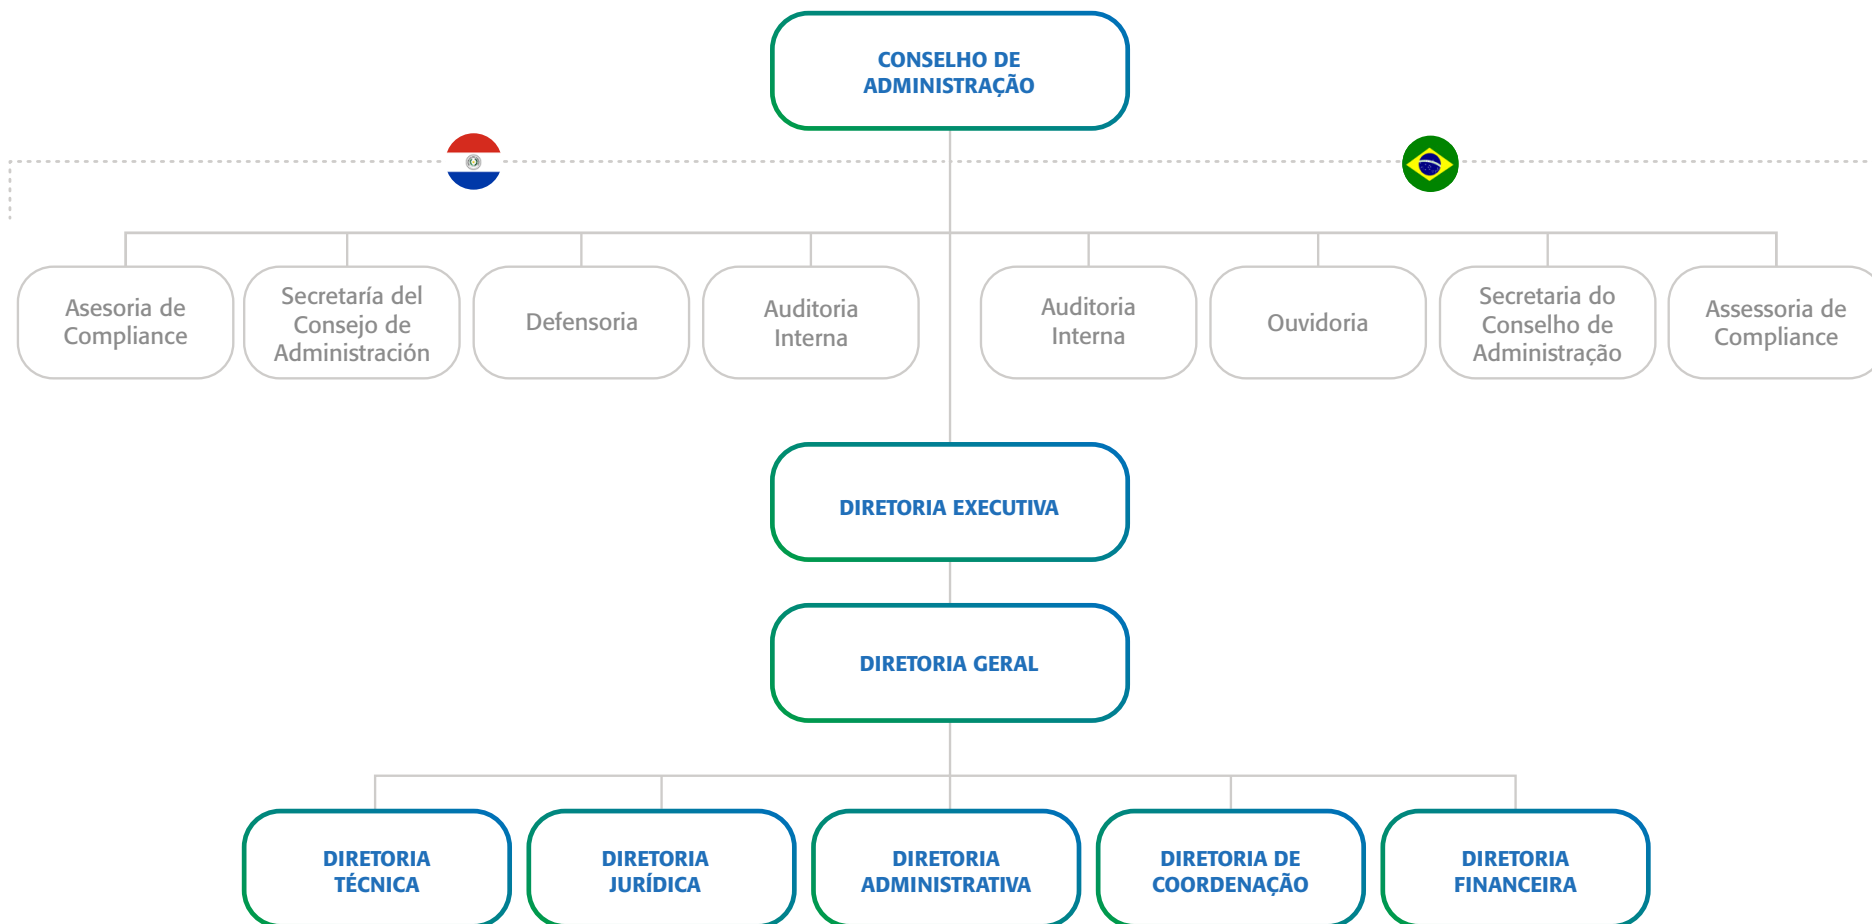 CONSELHO DE
ADMINISTRAÇÃO
Asesoria de
Compliance
Secretaría del
Consejo de
Administración
Defensoria
Auditoria
Interna
Auditoria
Interna
Ouvidoria
Secretaria do
Conselho de
Administração
Assessoria de
Compliance
DIRETORIA EXECUTIVA
DIRETORIA GERAL
DIRETORIA
TÉCNICA
DIRETORIA
JURÍDICA
DIRETORIA
ADMINISTRATIVA
DIRETORIA DE
COORDENAÇÃO
DIRETORIA
FINANCEIRA